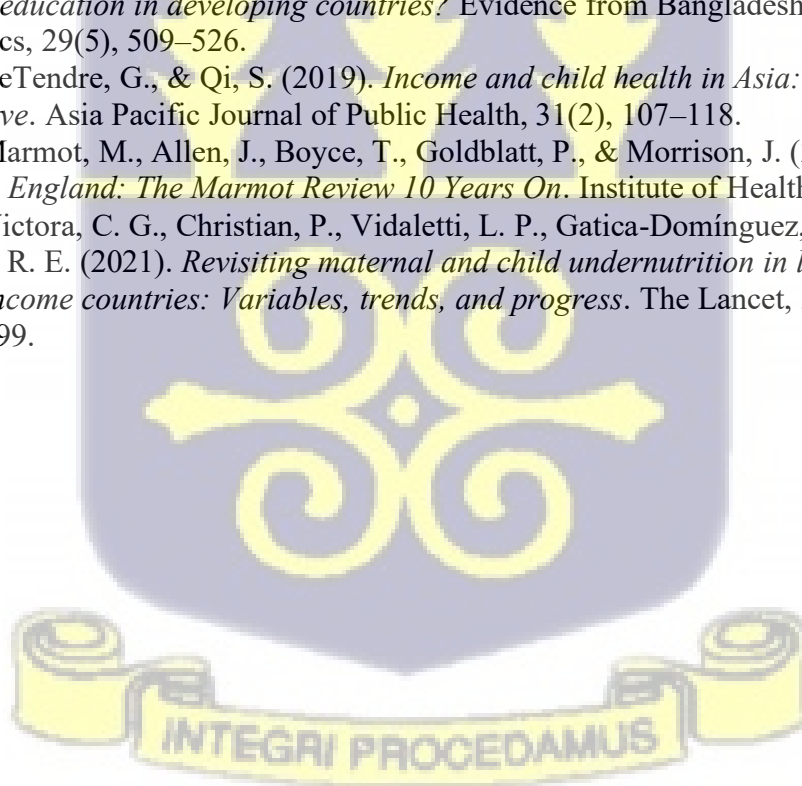 education in developing countries? Evidence from Bangladesh
cs, 29(5), 509–526.
eTendre, G., & Qi, S. (2019). Income and child health in Asia:
ve. Asia Pacific Journal of Public Health, 31(2), 107–118.
Marmot, M., Allen, J., Boyce, T., Goldblatt, P., & Morrison, J. (
England: The Marmot Review 10 Years On. Institute of Health
Victora, C. G., Christian, P., Vidaletti, L. P., Gatica-Domínguez,
R. E. (2021). Revisiting maternal and child undernutrition in l
ncome countries: Variables, trends, and progress. The Lancet,
99.
INTEGRI PROCEDAMUS